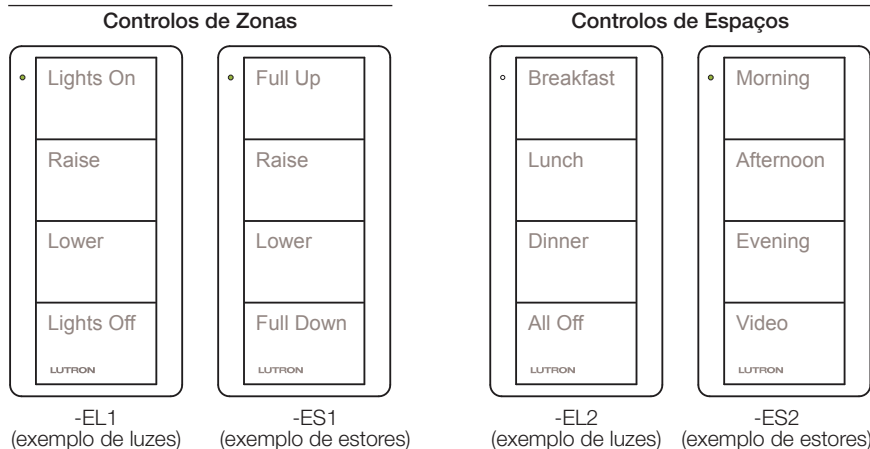 Controlos de Zonas
Lights On
Raise
Lower
Lights Off
LUTRON
-EL1
(exemplo de luzes)
Full Up
Raise
Lower
Full Down
LUTRON
-ES1
(exemplo de estores)
Controlos de Espaços
Breakfast
Lunch
Dinner
All Off
LUTRON
-EL2
(exemplo de luzes)
Morning
Afternoon
Evening
Video
LUTRON
-ES2
(exemplo de estores)